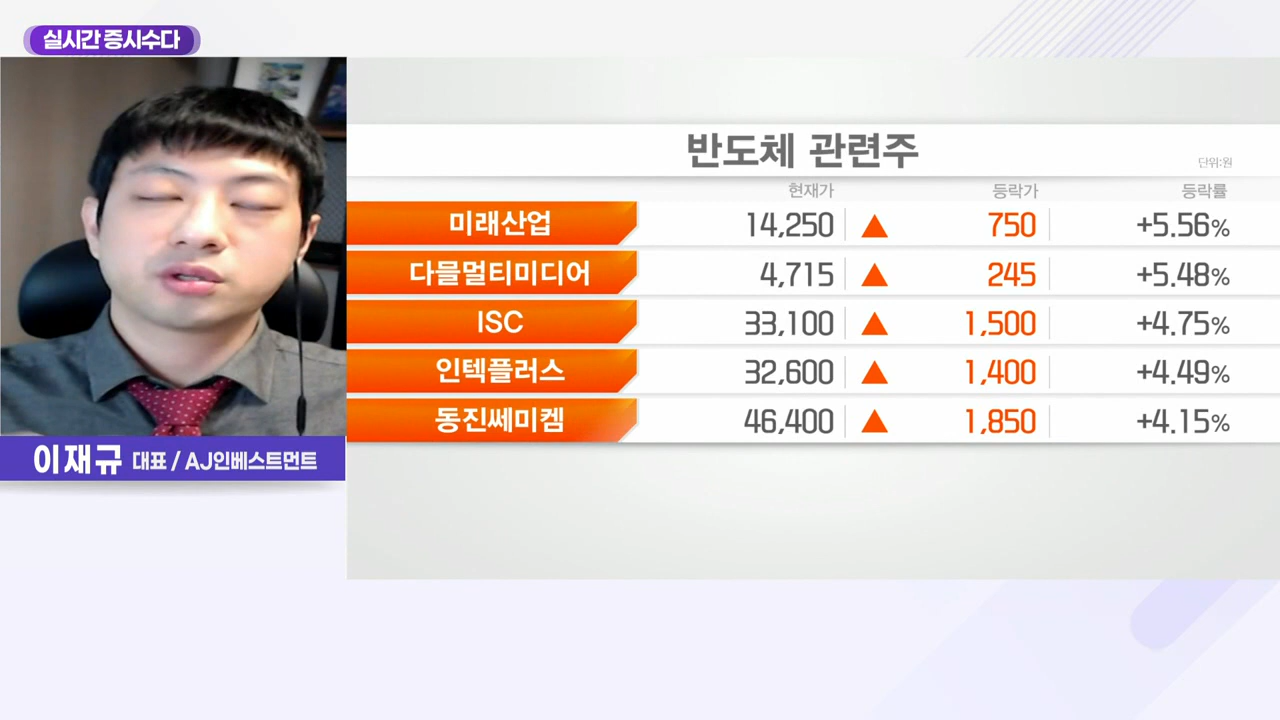 실시간 증시수다
반도체 관련주
단위:원
현재가 등락가 등락률
미래산업 14,250 ▲ 750 +5.56%
다믈멀티미디어 4,715 ▲ 245 +5.48%
ISC 33,100 ▲ 1,500 +4.75%
인텍플러스 32,600 ▲ 1,400 +4.49%
동진쎄미켐 46,400 ▲ 1,850 +4.15%
이재규 대표 / AJ인베스트먼트